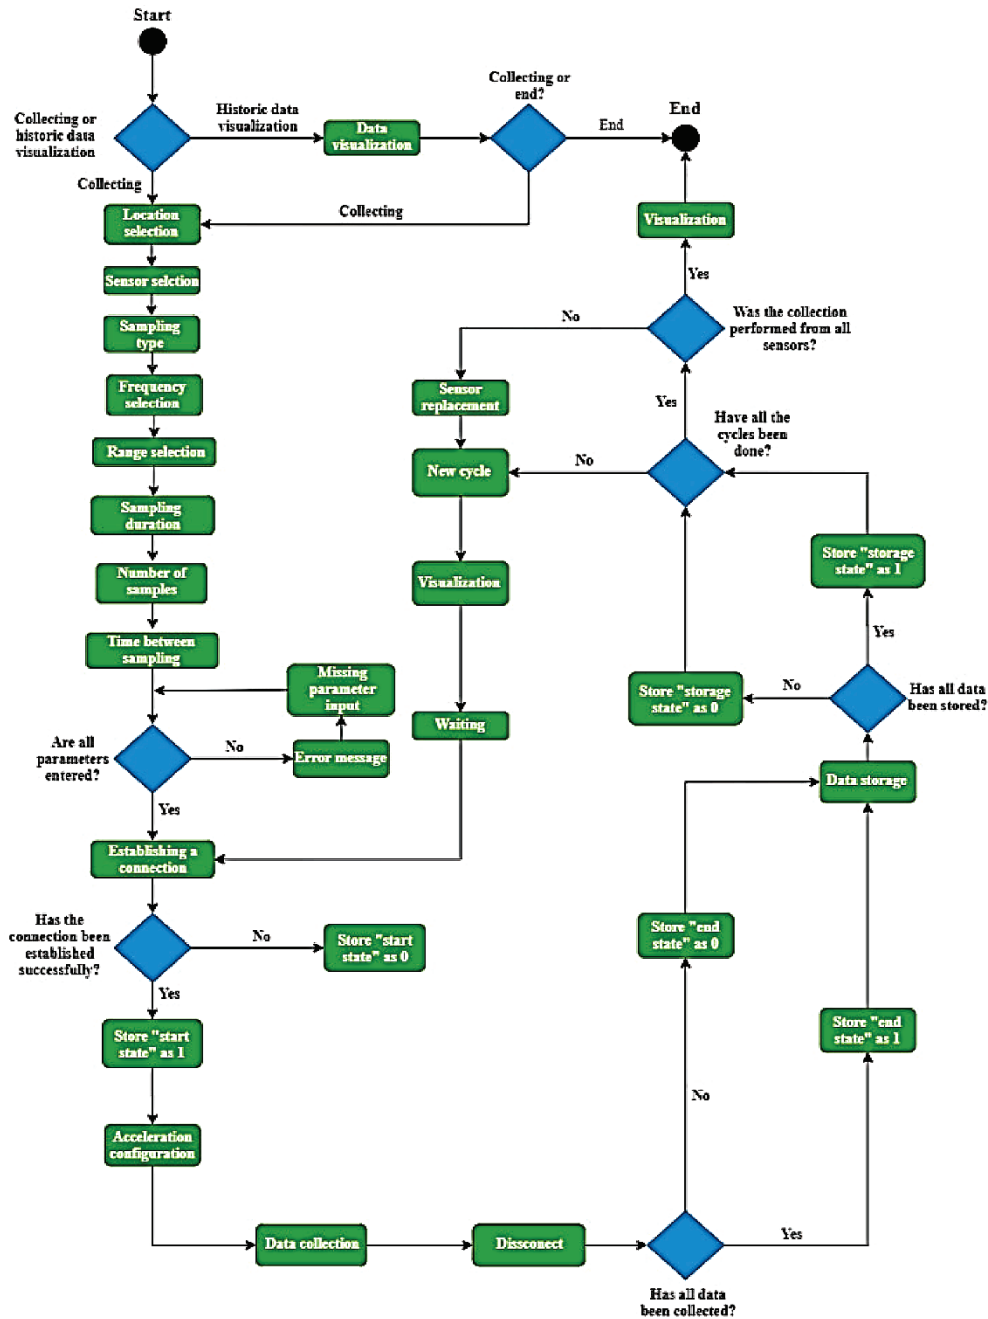 Start
Collecting or
historic data
visualization
Historic data
visualization
Data
visualization
Collecting or
end?
End
End
Collecting
Location
selection
Collecting
Visualization
Sensor selction
Yes
Sampling
type
No
Was the collection
performed from all
sensors?
Frequency
selection
Sensor
replacement
Yes
Have all the
cycles been
done?
Range selection
New cycle
No
Sampling
duration
Store "storage
state" as 1
Number of
samples
Visualization
Yes
Time between
sampling
Missing
parameter
input
Store "storage
state" as 0
No
Has all data
been stored?
Waiting
Are all
parameters
entered?
No
Error message
Data storage
Yes
Establishing a
connection
Has the
connection been
established
successfully?
No
Store "start
state" as 0
Store "end
state" as 0
Yes
Store "start
state" as 1
Store "end
state" as 1
No
Acceleration
configuration
Data collection
Dissconect
Yes
Has all data
been collected?